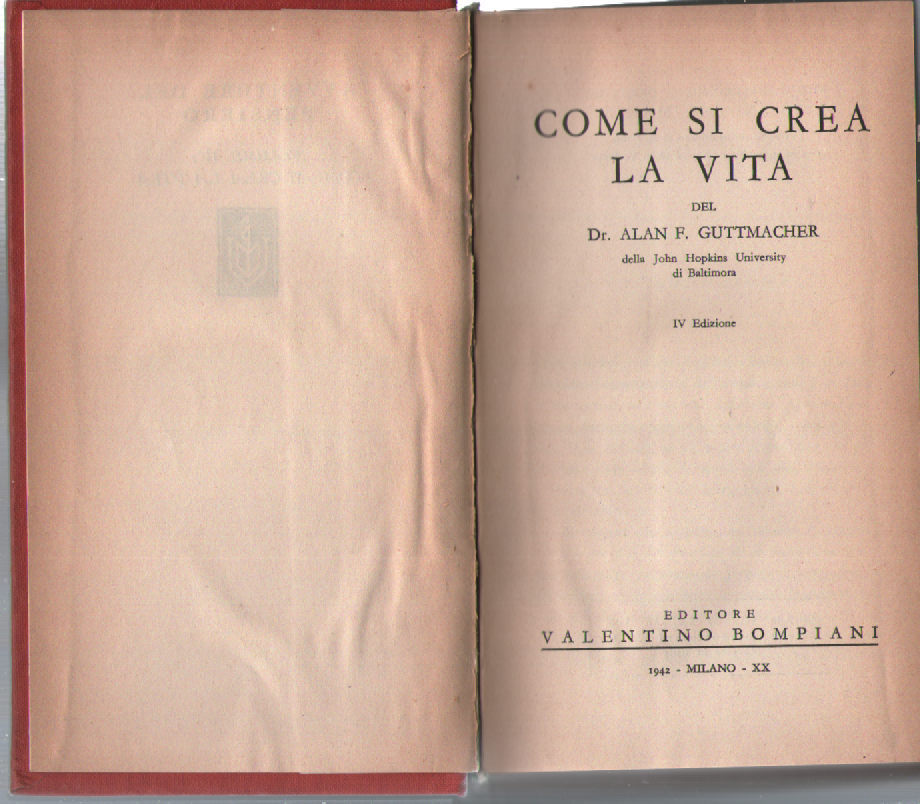 COME SI CREA
LA VITA
DEL
Dr. ALAN F. GUTTMACHER
della John Hopkins University
di Baltimora
IV Edizione
EDITORE
VALENTINO BOMPIANI
1942 - MILANO - XX